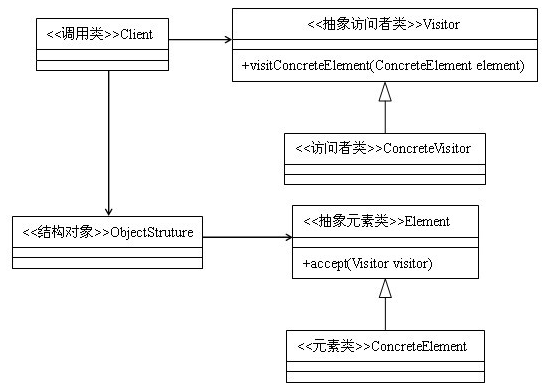 <<调用类>>Client
<<抽象访问者类>>Visitor
+visitConcreteElement(ConcreteElement element)
<<访问者类>>ConcreteVisitor
<<结构对象>>ObjectStruture
<<抽象元素类>>Element
+accept(Visitor visitor)
<<元素类>>ConcreteElement